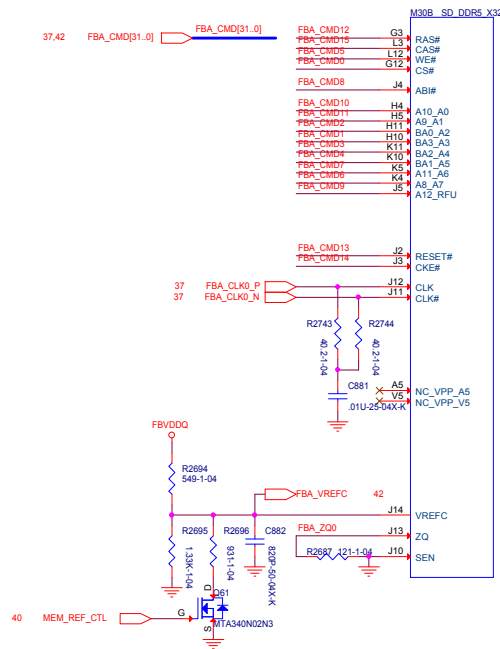 M30B SD_DDR5_X32
37,42 FBA_CMD[31..0] FBA_CMD[31..0]
FBA_CMD12 G3 RAS#
FBA_CMD15 L3 CAS#
FBA_CMD5 L12 WE#
FBA_CMD0 G12 CS#
FBA_CMD8 J4 ABI#
FBA_CMD10 H4 A10_A0
FBA_CMD11 H5 A9_A1
FBA_CMD2 H11 BA0_A2
FBA_CMD1 H10 BA3_A3
FBA_CMD3 K11 BA2_A4
FBA_CMD4 K10 BA1_A5
FBA_CMD7 K5 A11_A6
FBA_CMD6 K4 A8_A7
FBA_CMD9 J5 A12_RFU
FBA_CMD13 J2 RESET#
FBA_CMD14 J3 CKE#
37 FBA_CLK0_P J12 CLK
37 FBA_CLK0_N J11 CLK#
R2743 R2744
40.2-1-04 40.2-1-04
C881
.01U-25-04X-K
A5 NC_VPP_A5
V5 NC_VPP_V5
FBVDDQ
R2694
549-1-04
FBA_VREFC 42
J14 VREFC
R2695 R2696 C882
1.33K-1-04 931-1-04 820P-50-04X-K
FBA_ZQ0 J13 ZQ
R2687 121-1-04 J10 SEN
D
Q61
G
S
MTA340N02N3
40 MEM_REF_CTL